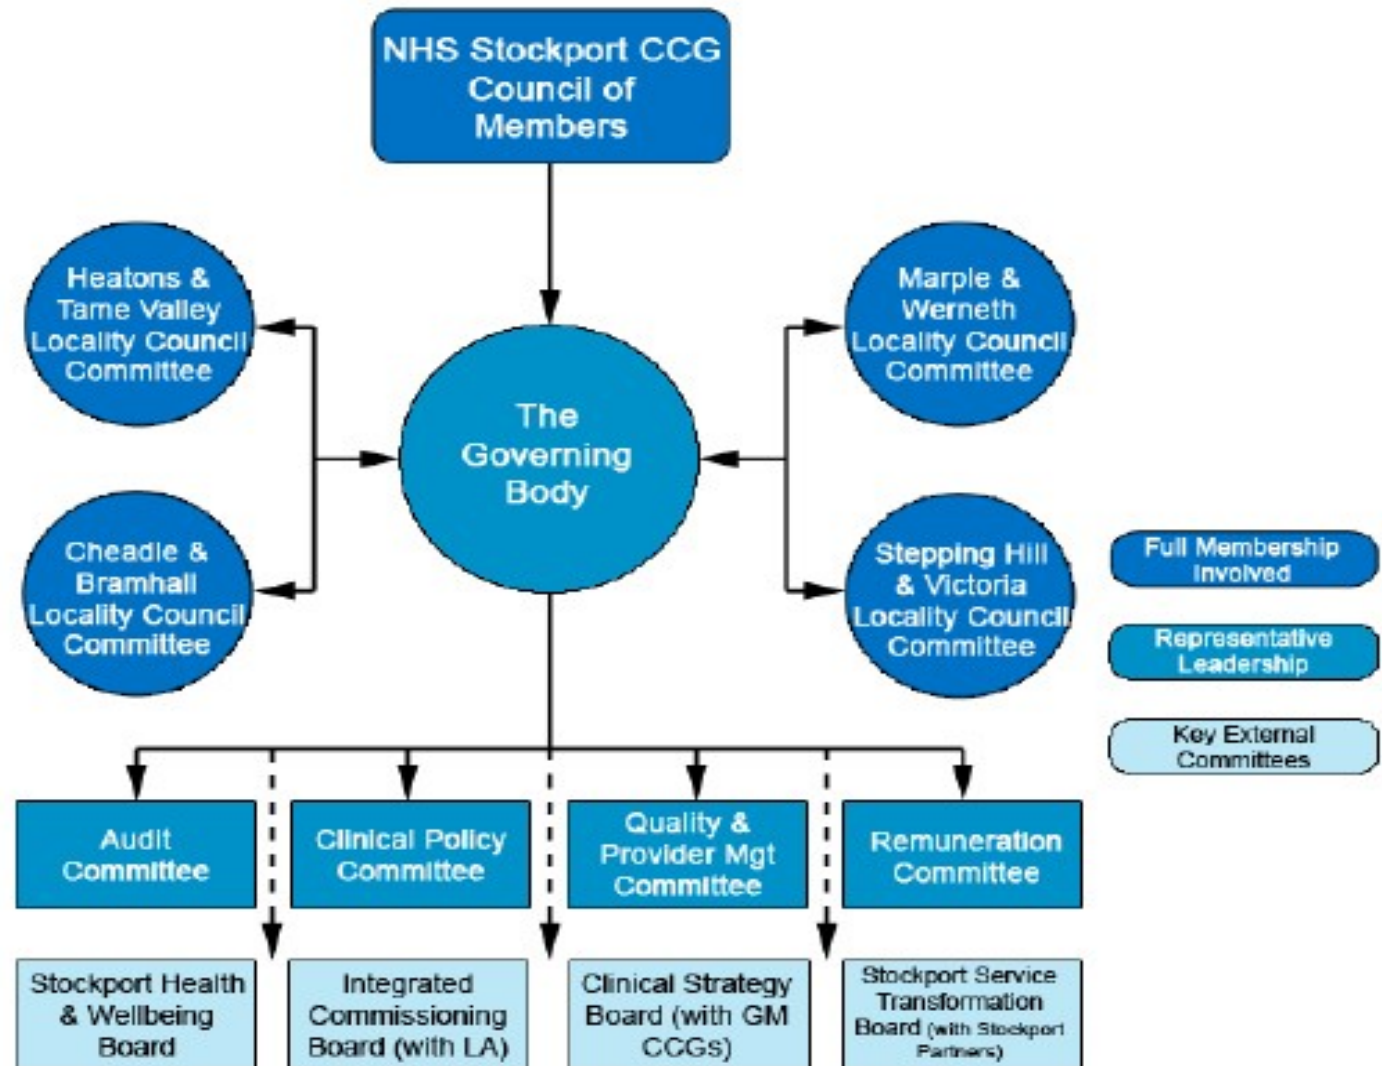 NHS Stockport CCG
Council of
Members
Heatons &
Tame Valley
Locality Council
Committee
Marple &
Werneth
Locality Council
Committee
The
Governing
Body
Cheadle &
Bramhall
Locality Council
Committee
Stepping Hill
& Victoria
Locality Council
Committee
Full Membership
Involved
Representative
Leadership
Key External
Committees
Audit
Committee
Clinical Policy
Committee
Quality &
Provider Mgt
Committee
Remuneration
Committee
Stockport Health
& Wellbeing
Board
Integrated
Commissioning
Board (with LA)
Clinical Strategy
Board (with GM
CCGs)
Stockport Service
Transformation
Board (with Stockport
Partners)